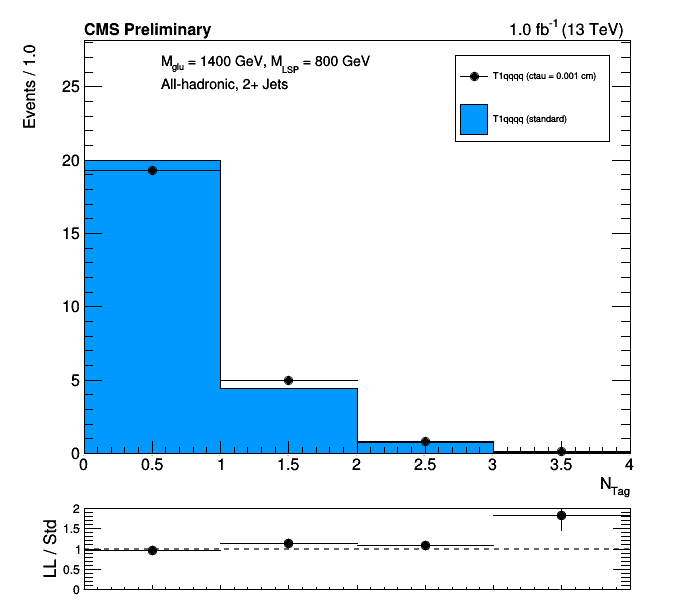 CMS Preliminary 1.0 fb⁻¹ (13 TeV)
Events / 1.0
M_glu = 1400 GeV, M_LSP = 800 GeV
All-hadronic, 2+ Jets
T1qqqq (ctau = 0.001 cm)
T1qqqq (standard)
25
20
15
10
5
0
0 0.5 1 1.5 2 2.5 3 3.5 4
N_Tag
LL / Std
2
1.5
1
0.5
0